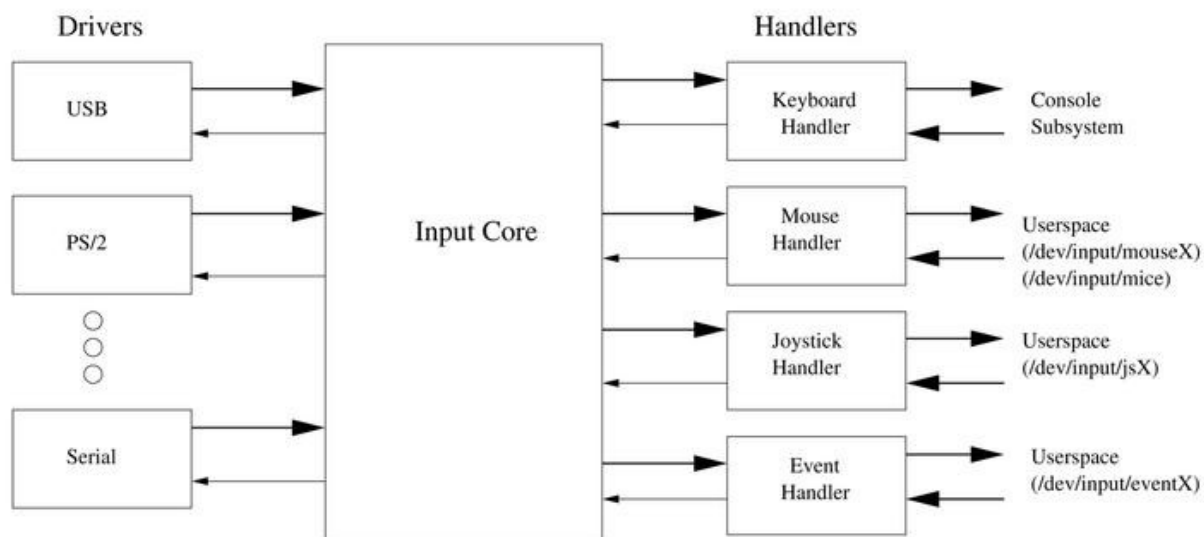 Drivers
Handlers
USB
PS/2
Serial
Input Core
Keyboard
Handler
Console
Subsystem
Mouse
Handler
Userspace
(/dev/input/mouseX)
(/dev/input/mice)
Joystick
Handler
Userspace
(/dev/input/jsX)
Event
Handler
Userspace
(/dev/input/eventX)